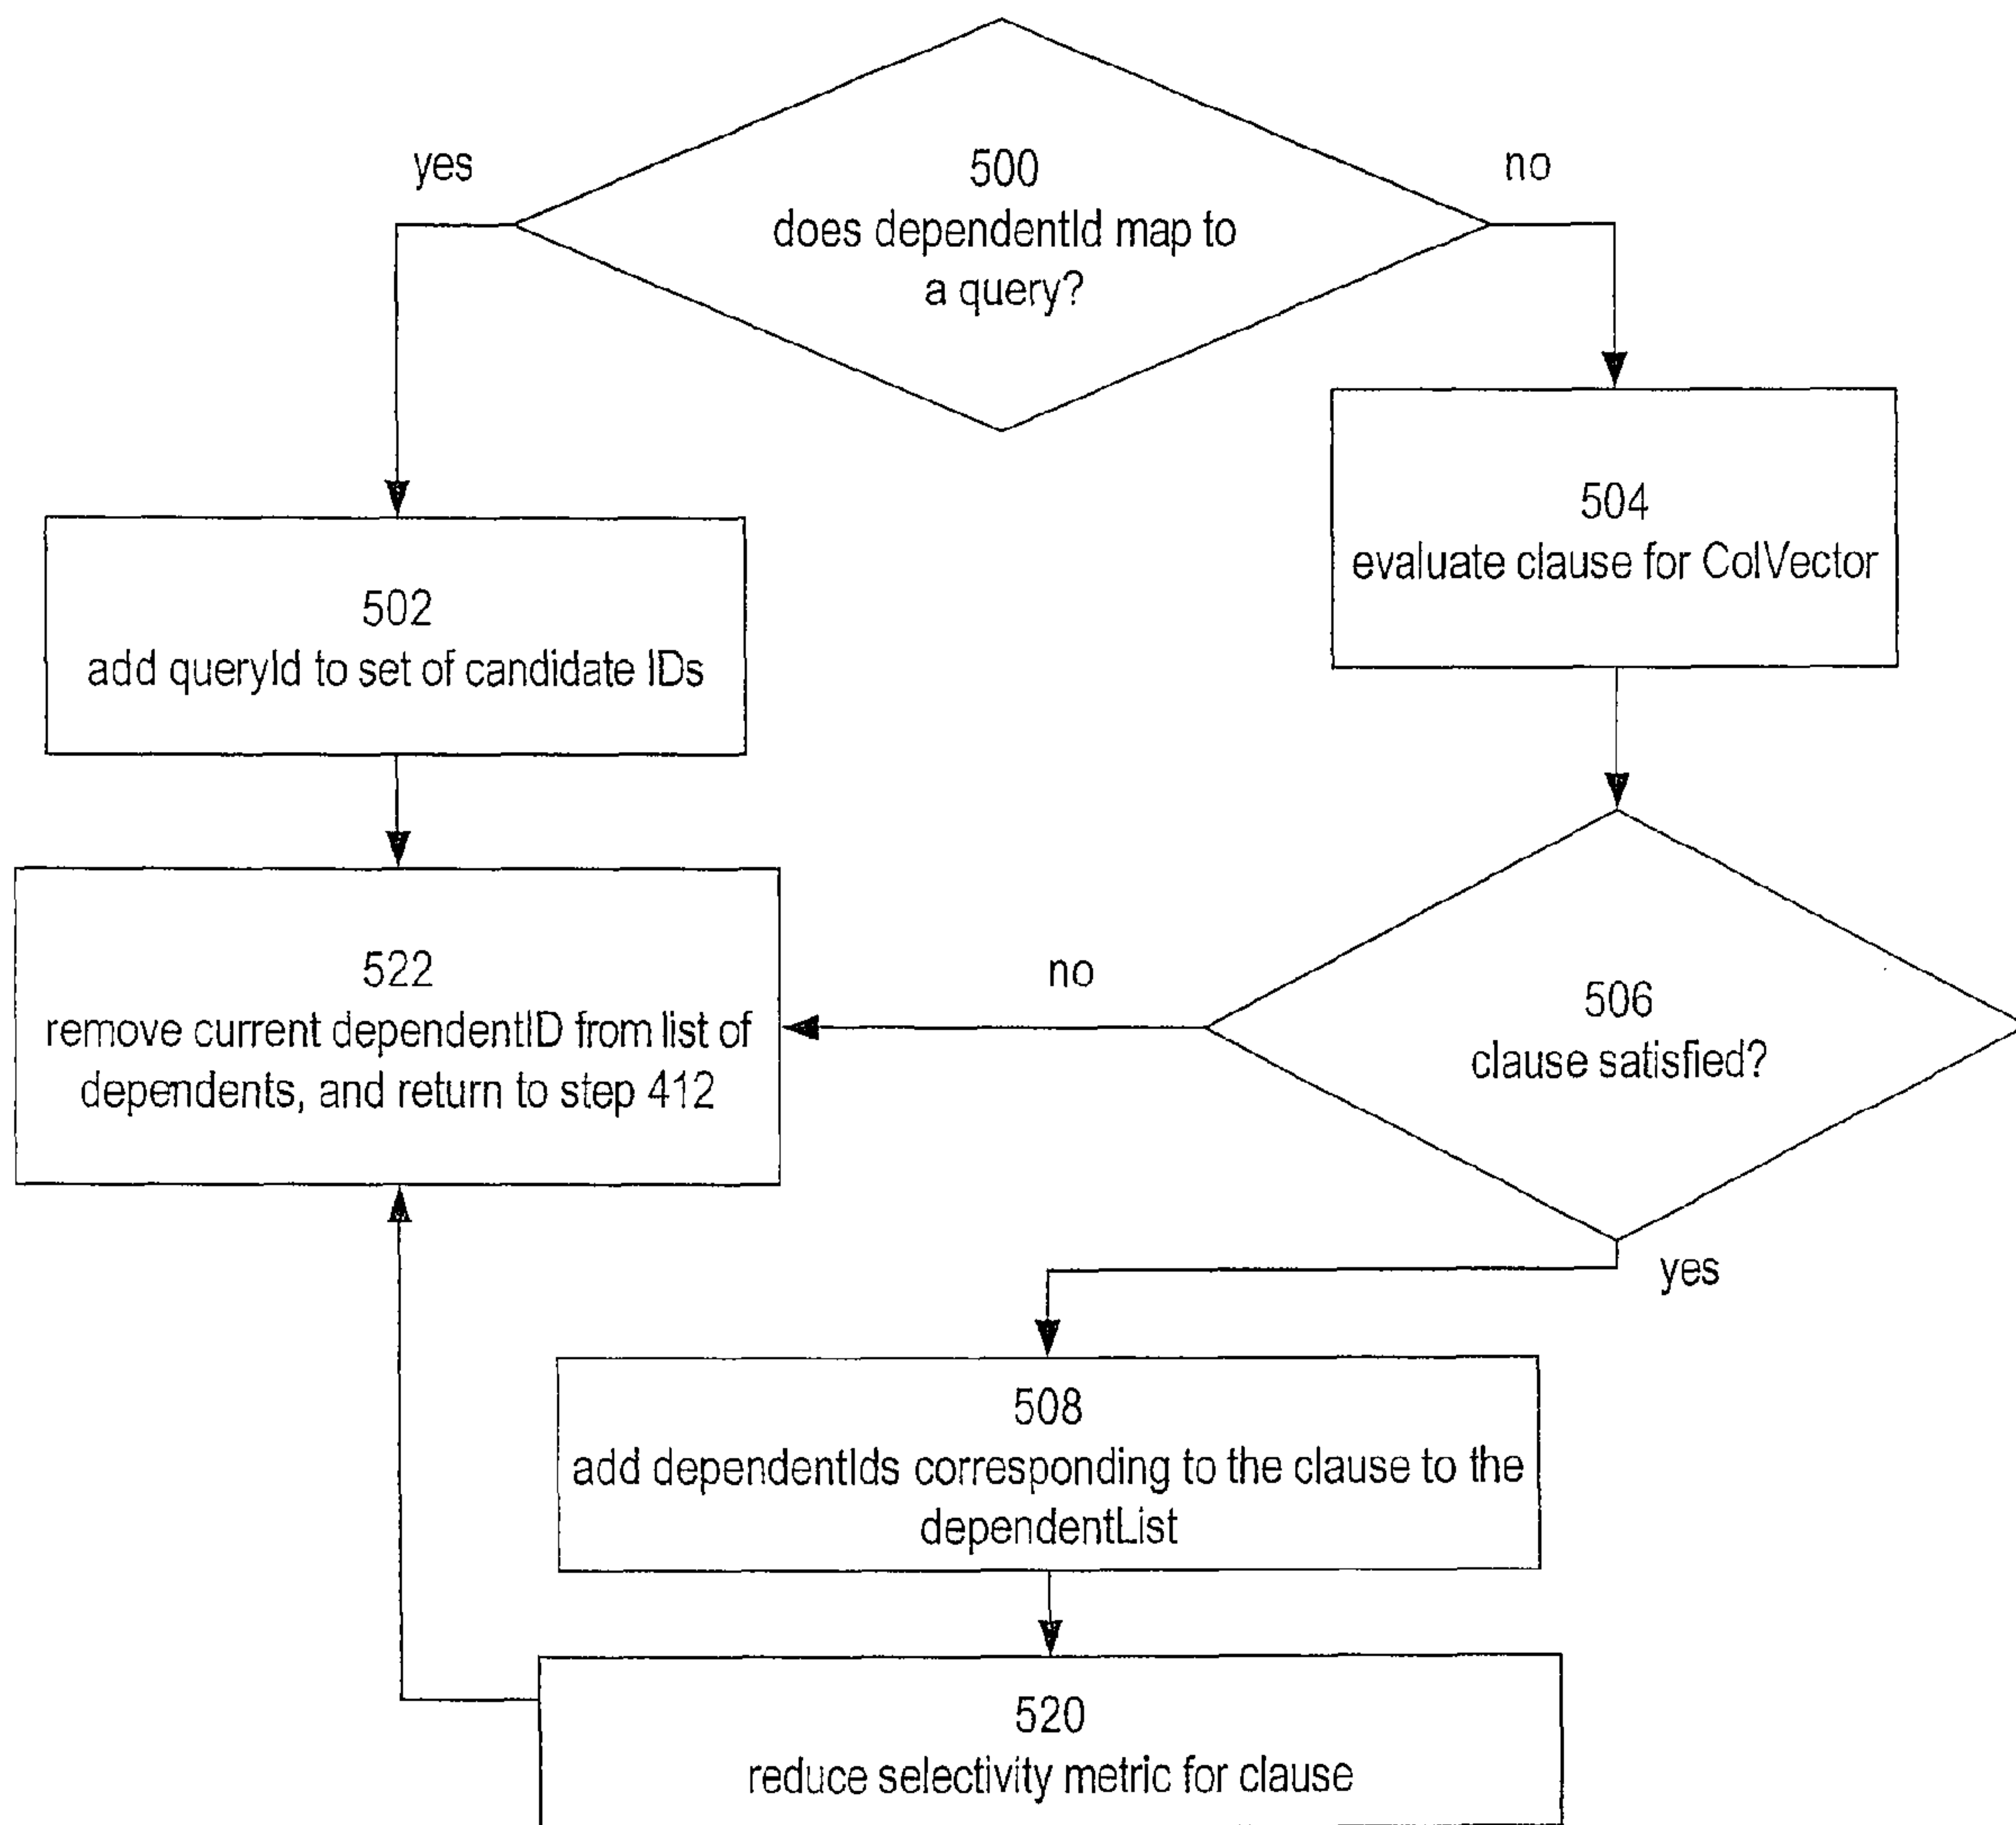 yes
500
no
does dependentId map to
a query?
504
evaluate clause for ColVector
502
add queryId to set of candidate IDs
522
remove current dependentID from list of
dependents, and return to step 412
no
506
clause satisfied?
yes
508
add dependentIds corresponding to the clause to the
dependentList
520
reduce selectivity metric for clause